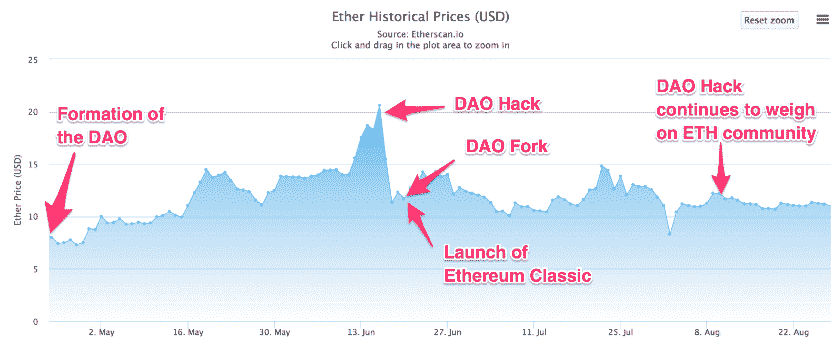 Ether Historical Prices (USD)
Source: Etherscan.io
Click and drag in the plot area to zoom in
Reset zoom
Ether Price (USD)
25
20
15
10
5
0
Formation of
the DAO
DAO Hack
DAO Fork
Launch of
Ethereum Classic
DAO Hack
continues to weigh
on ETH community
2. May
16. May
30. May
13. Jun
27. Jun
11. Jul
25. Jul
8. Aug
22. Aug